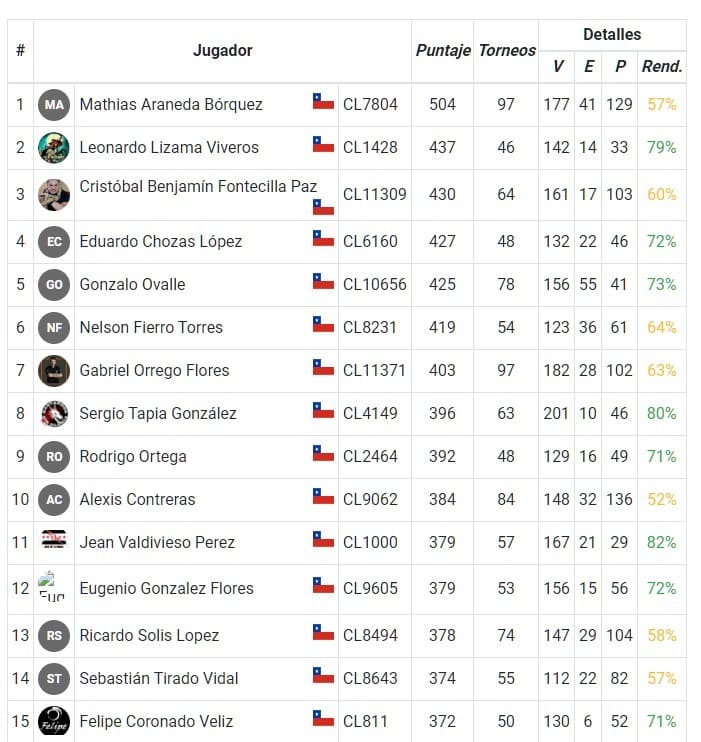 # Jugador Puntaje Torneos Detalles
V E P Rend.
1 MA Mathias Araneda Bórquez CL7804 504 97 177 41 129 57%
2 Leonardo Lizama Viveros CL1428 437 46 142 14 33 79%
3 Cristóbal Benjamín Fontecilla Paz CL11309 430 64 161 17 103 60%
4 EC Eduardo Chozas López CL6160 427 48 132 22 46 72%
5 GO Gonzalo Ovalle CL10656 425 78 156 55 41 73%
6 NF Nelson Fierro Torres CL8231 419 54 123 36 61 64%
7 Gabriel Orrego Flores CL11371 403 97 182 28 102 63%
8 Sergio Tapia González CL4149 396 63 201 10 46 80%
9 RO Rodrigo Ortega CL2464 392 48 129 16 49 71%
10 AC Alexis Contreras CL9062 384 84 148 32 136 52%
11 Jean Valdivieso Perez CL1000 379 57 167 21 29 82%
12 Eug Eugenio Gonzalez Flores CL9605 379 53 156 15 56 72%
13 RS Ricardo Solis Lopez CL8494 378 74 147 29 104 58%
14 ST Sebastián Tirado Vidal CL8643 374 55 112 22 82 57%
15 Felipe Felipe Coronado Veliz CL811 372 50 130 6 52 71%